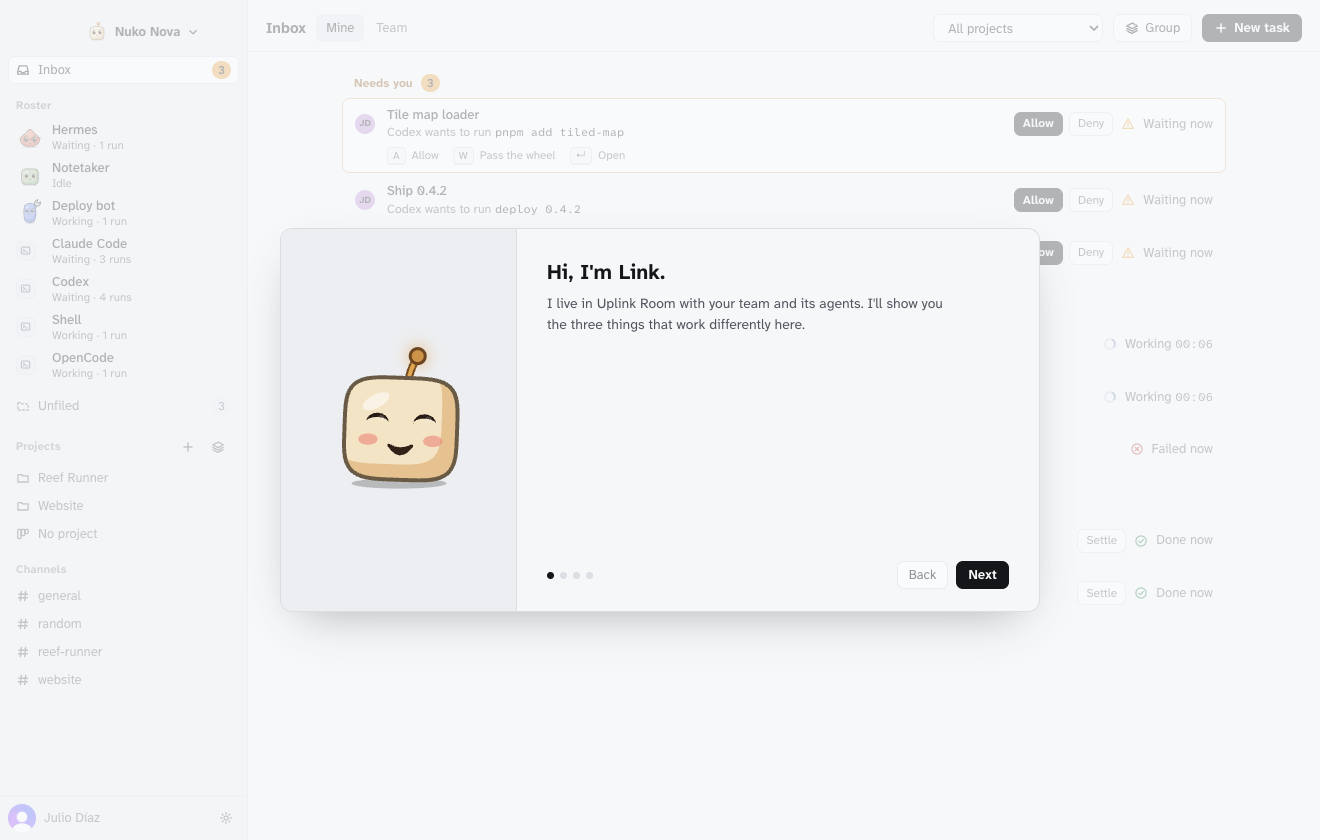 Nuko Nova
Inbox
3
Roster
Hermes
Waiting · 1 run
Notetaker
Idle
Deploy bot
Working · 1 run
Claude Code
Waiting · 3 runs
Codex
Waiting · 4 runs
Shell
Working · 1 run
OpenCode
Working · 1 run
Unfiled
3
Projects
Reef Runner
Website
No project
Channels
# general
# random
# reef-runner
# website
Julio Díaz
Inbox
Mine
Team
All projects
Group
+ New task
Needs you 3
JD
Tile map loader
Codex wants to run pnpm add tiled-map
Allow
Deny
Waiting now
A Allow
W Pass the wheel
Open
JD
Ship 0.4.2
Codex wants to run deploy 0.4.2
Allow
Deny
Waiting now
Deny
Waiting now
Hi, I'm Link.
I live in Uplink Room with your team and its agents. I'll show you
the three things that work differently here.
Back
Next
Working 00:06
Working 00:06
Failed now
Settle
Done now
Settle
Done now